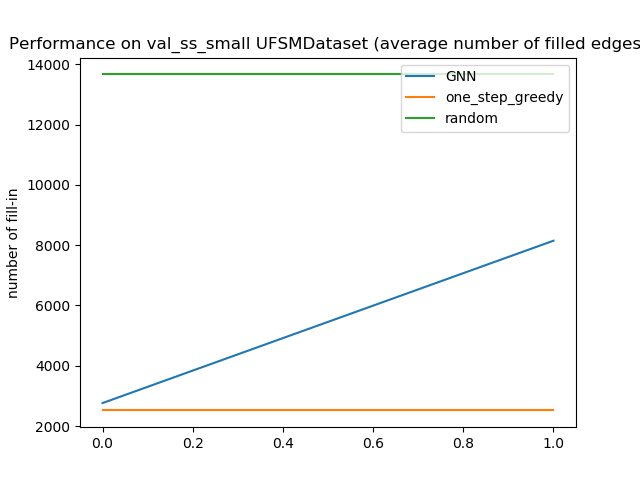 Performance on val_ss_small UFSMDataset (average number of filled edges
14000
12000
10000
8000
6000
4000
2000
number of fill-in
GNN
one_step_greedy
random
0.0 0.2 0.4 0.6 0.8 1.0